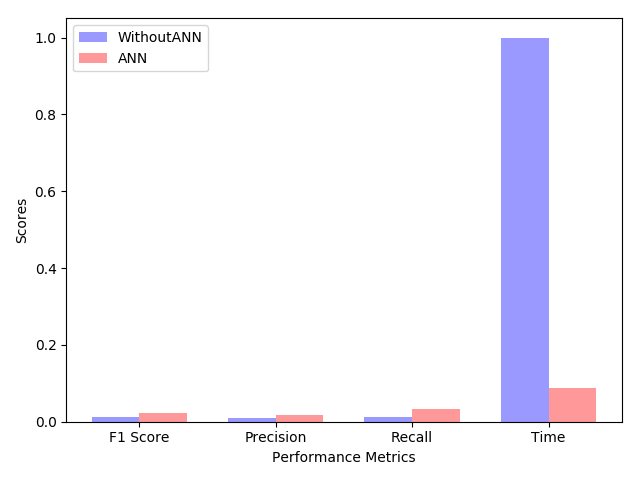 WithoutANN
ANN
1.0
0.8
0.6
0.4
0.2
0.0
Scores
F1 Score Precision Recall Time
Performance Metrics